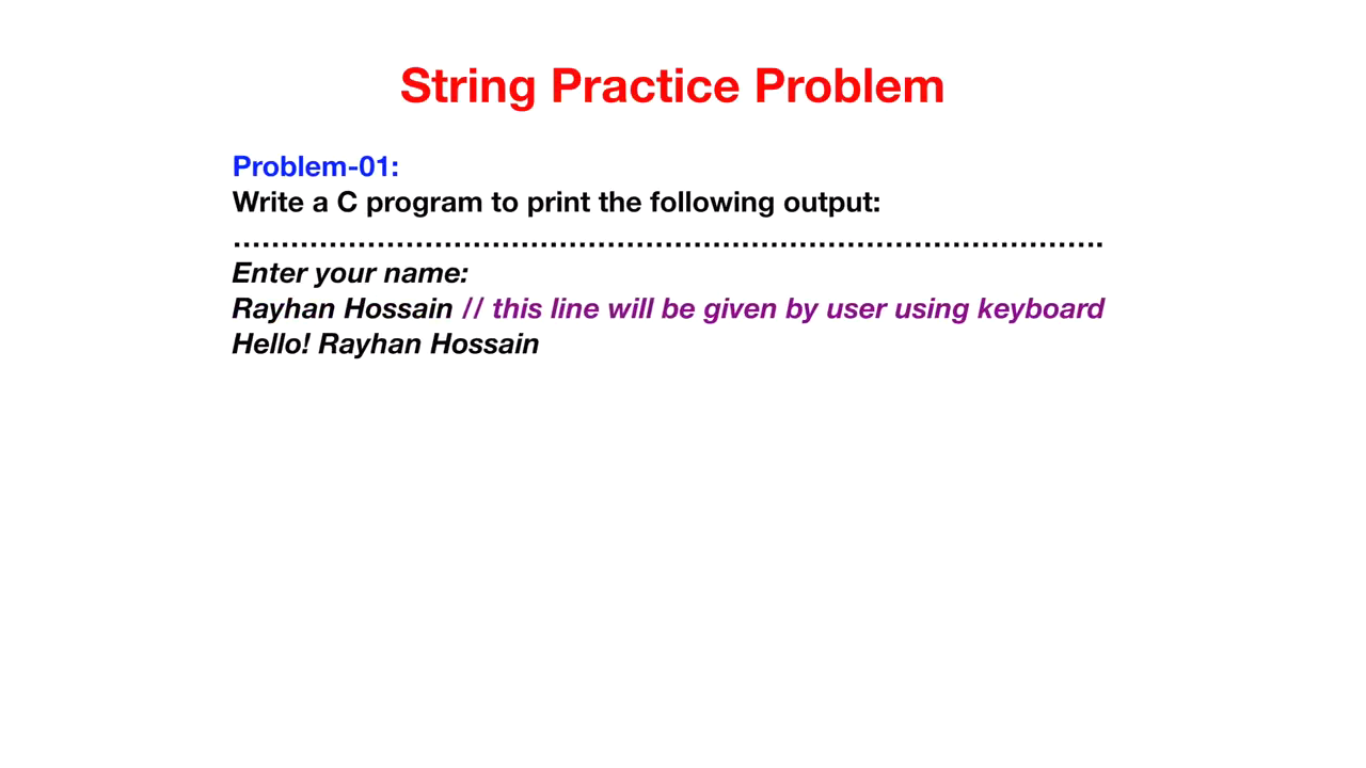 String Practice Problem
Problem-01:
Write a C program to print the following output:
…………………………………………………………………………………..
Enter your name:
Rayhan Hossain // this line will be given by user using keyboard
Hello! Rayhan Hossain